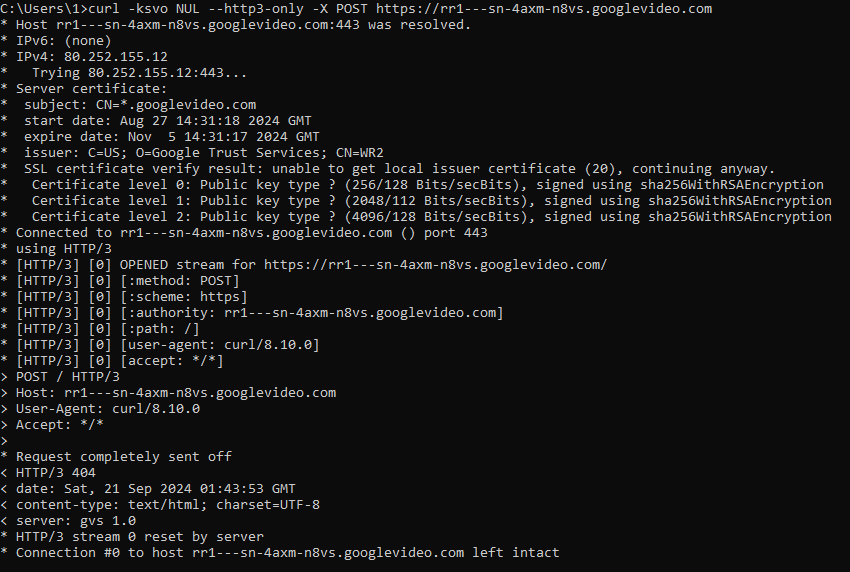 C:\Users\1>curl -ksvo NUL --http3-only -X POST https://rr1---sn-4axm-n8vs.googlevideo.com
* Host rr1---sn-4axm-n8vs.googlevideo.com:443 was resolved.
* IPv6: (none)
* IPv4: 80.252.155.12
*   Trying 80.252.155.12:443...
* Server certificate:
*  subject: CN=*.googlevideo.com
*  start date: Aug 27 14:31:18 2024 GMT
*  expire date: Nov  5 14:31:17 2024 GMT
*  issuer: C=US; O=Google Trust Services; CN=WR2
*  SSL certificate verify result: unable to get local issuer certificate (20), continuing anyway.
*   Certificate level 0: Public key type ? (256/128 Bits/secBits), signed using sha256WithRSAEncryption
*   Certificate level 1: Public key type ? (2048/112 Bits/secBits), signed using sha256WithRSAEncryption
*   Certificate level 2: Public key type ? (4096/128 Bits/secBits), signed using sha256WithRSAEncryption
* Connected to rr1---sn-4axm-n8vs.googlevideo.com () port 443
* using HTTP/3
* [HTTP/3] [0] OPENED stream for https://rr1---sn-4axm-n8vs.googlevideo.com/
* [HTTP/3] [0] [:method: POST]
* [HTTP/3] [0] [:scheme: https]
* [HTTP/3] [0] [:authority: rr1---sn-4axm-n8vs.googlevideo.com]
* [HTTP/3] [0] [:path: /]
* [HTTP/3] [0] [user-agent: curl/8.10.0]
* [HTTP/3] [0] [accept: */*]
> POST / HTTP/3
> Host: rr1---sn-4axm-n8vs.googlevideo.com
> User-Agent: curl/8.10.0
> Accept: */*
>
* Request completely sent off
< HTTP/3 404
< date: Sat, 21 Sep 2024 01:43:53 GMT
< content-type: text/html; charset=UTF-8
< server: gvs 1.0
* HTTP/3 stream 0 reset by server
* Connection #0 to host rr1---sn-4axm-n8vs.googlevideo.com left intact